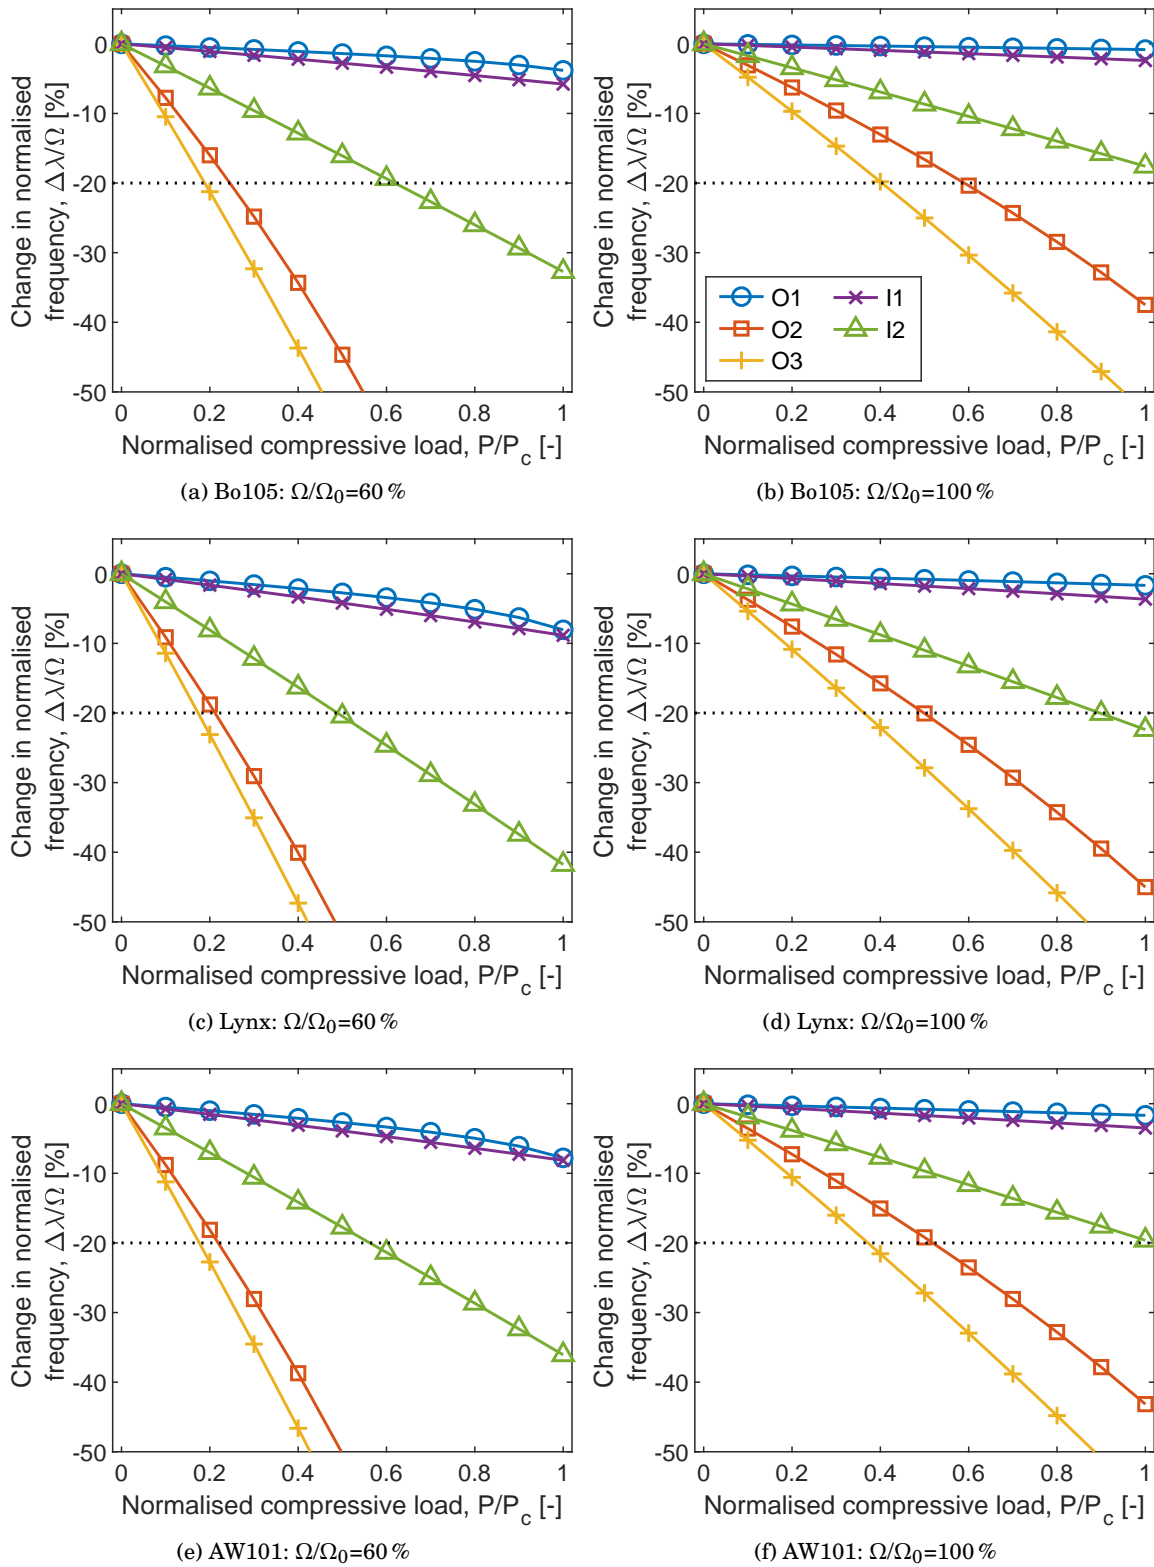 0
-10
-20
-30
-40
-50
0 0.2 0.4 0.6 0.8 1
Change in normalised
frequency, Δλ/Ω [%]
Normalised compressive load, P/P_c [-]
(a) Bo105: Ω/Ω₀=60 %
0
-10
-20
-30
-40
-50
0 0.2 0.4 0.6 0.8 1
Change in normalised
frequency, Δλ/Ω [%]
O1 I1
O2 I2
O3
Normalised compressive load, P/P_c [-]
(b) Bo105: Ω/Ω₀=100 %
0
-10
-20
-30
-40
-50
0 0.2 0.4 0.6 0.8 1
Change in normalised
frequency, Δλ/Ω [%]
Normalised compressive load, P/P_c [-]
(c) Lynx: Ω/Ω₀=60 %
0
-10
-20
-30
-40
-50
0 0.2 0.4 0.6 0.8 1
Change in normalised
frequency, Δλ/Ω [%]
Normalised compressive load, P/P_c [-]
(d) Lynx: Ω/Ω₀=100 %
0
-10
-20
-30
-40
-50
0 0.2 0.4 0.6 0.8 1
Change in normalised
frequency, Δλ/Ω [%]
Normalised compressive load, P/P_c [-]
(e) AW101: Ω/Ω₀=60 %
0
-10
-20
-30
-40
-50
0 0.2 0.4 0.6 0.8 1
Change in normalised
frequency, Δλ/Ω [%]
Normalised compressive load, P/P_c [-]
(f) AW101: Ω/Ω₀=100 %